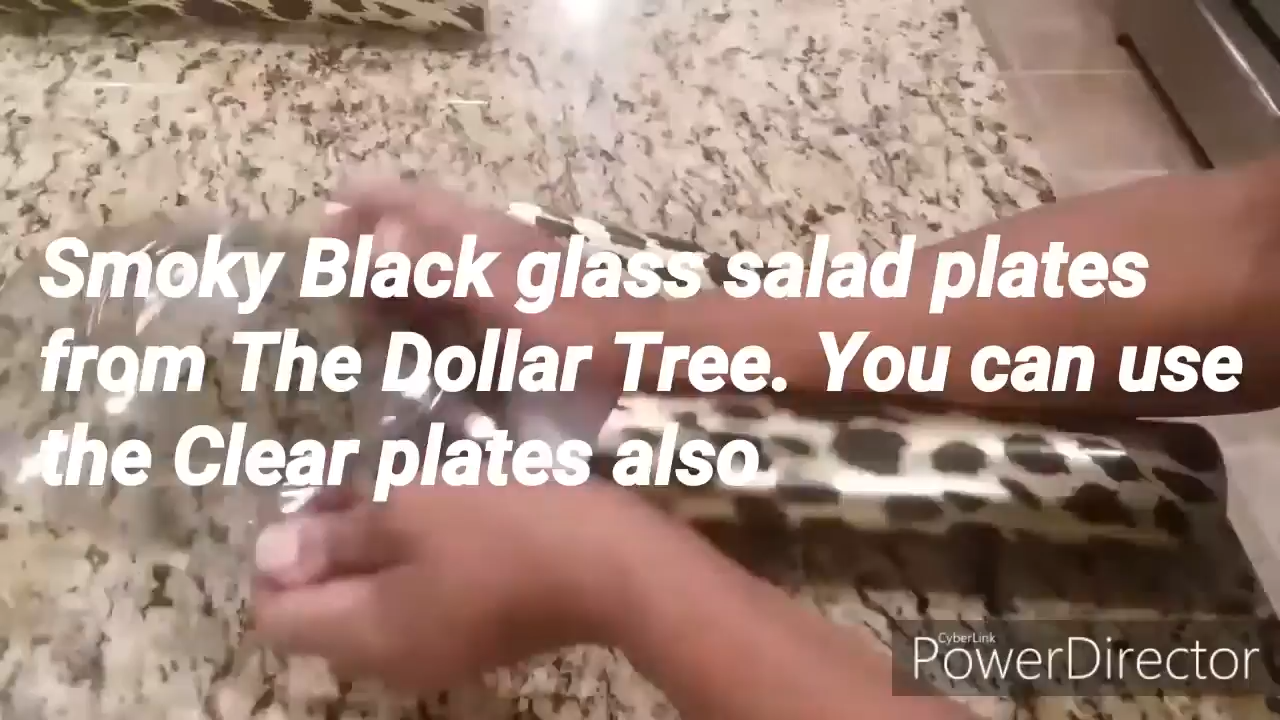 Smoky Black glass salad plates
from The Dollar Tree. You can use
the Clear plates also
CyberLink
PowerDirector